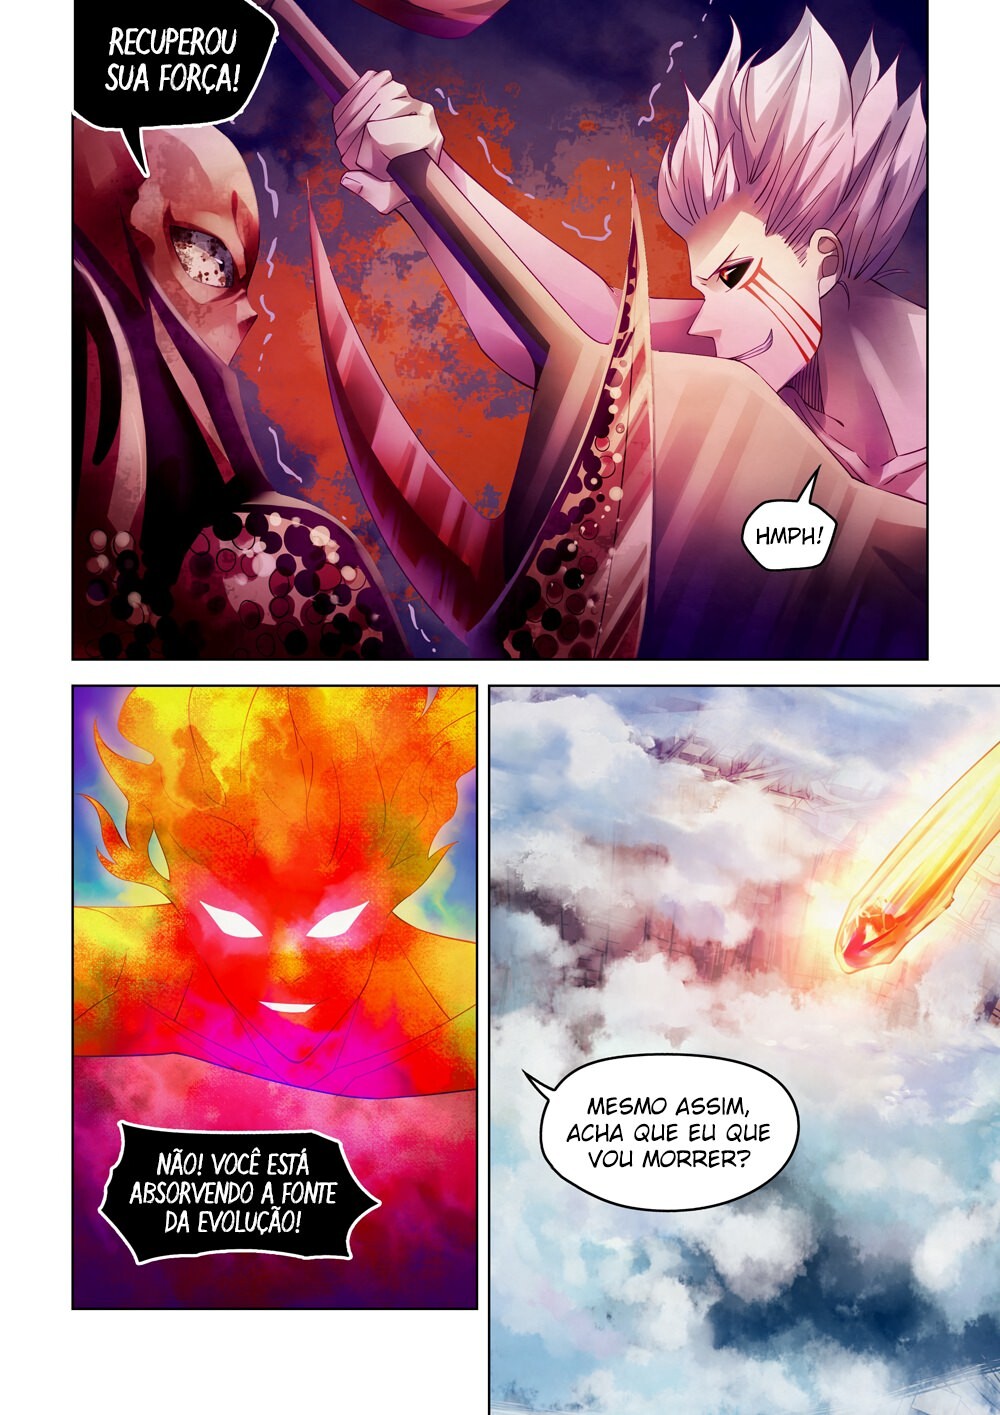 RECUPEROU
SUA FORÇA!
HMPH!
NÃO! VOCÊ ESTÁ
ABSORVENDO A FONTE
DA EVOLUÇÃO!
MESMO ASSIM,
ACHA QUE EU QUE
VOU MORRER?